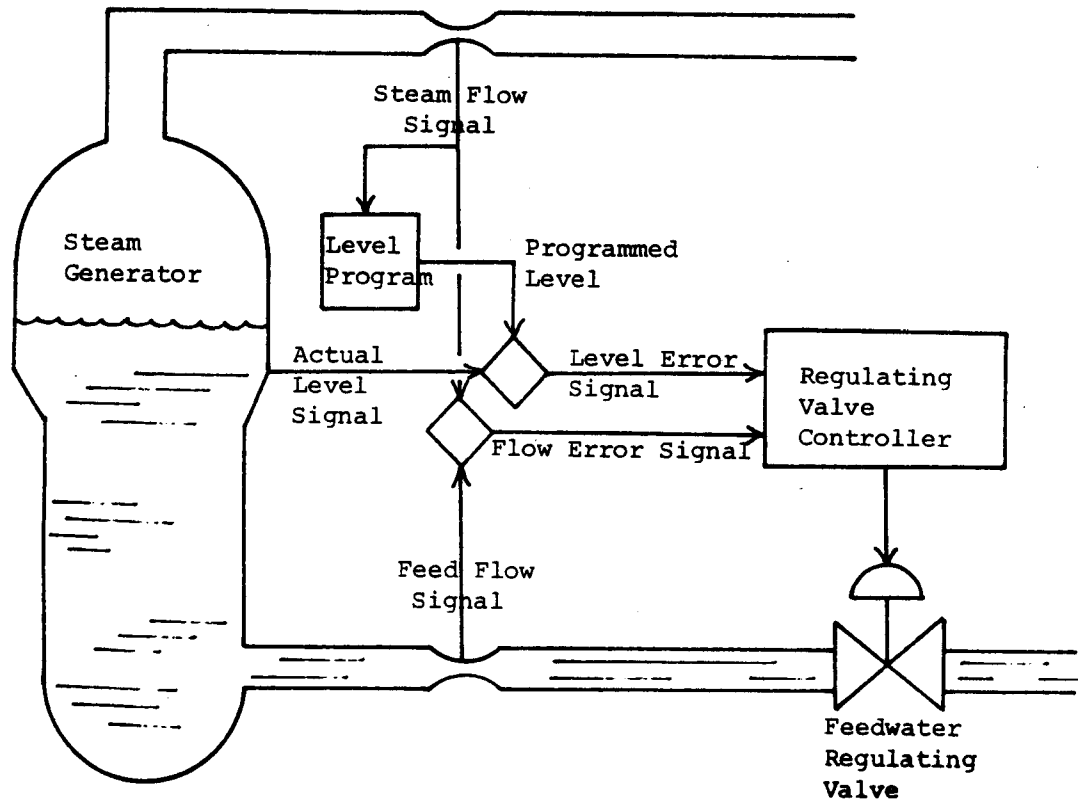 Steam Flow
Signal
Steam
Generator
Level
Program
Programmed
Level
Actual
Level
Signal
Level Error
Signal
Regulating
Valve
Controller
Flow Error Signal
Feed Flow
Signal
Feedwater
Regulating
Valve